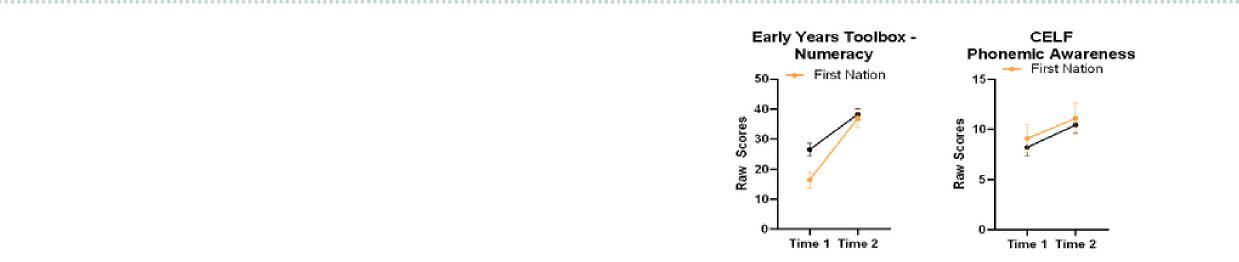 Early Years Toolbox -
Numeracy
First Nation
50
40
30
20
10
0
Raw Scores
Time 1 Time 2
CELF
Phonemic Awareness
First Nation
15
10
5
0
Raw Scores
Time 1 Time 2